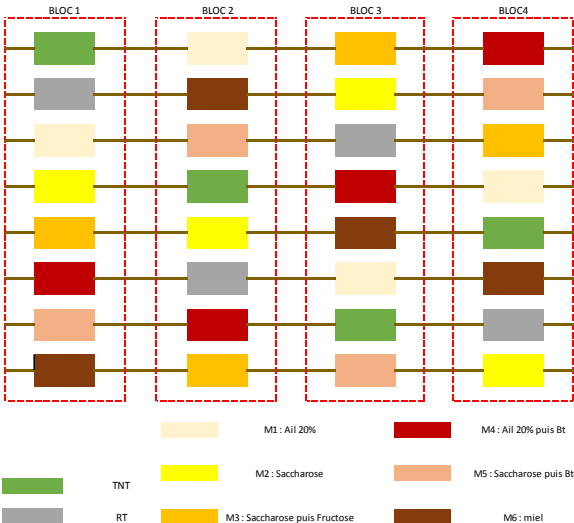 BLOC 1 BLOC 2 BLOC 3 BLOC4
M1 : Ail 20% M4 : Ail 20% puis Bt
M2 : Saccharose M5 : Saccharose puis Bt
TNT
RT M3 : Saccharose puis Fructose M6 : miel